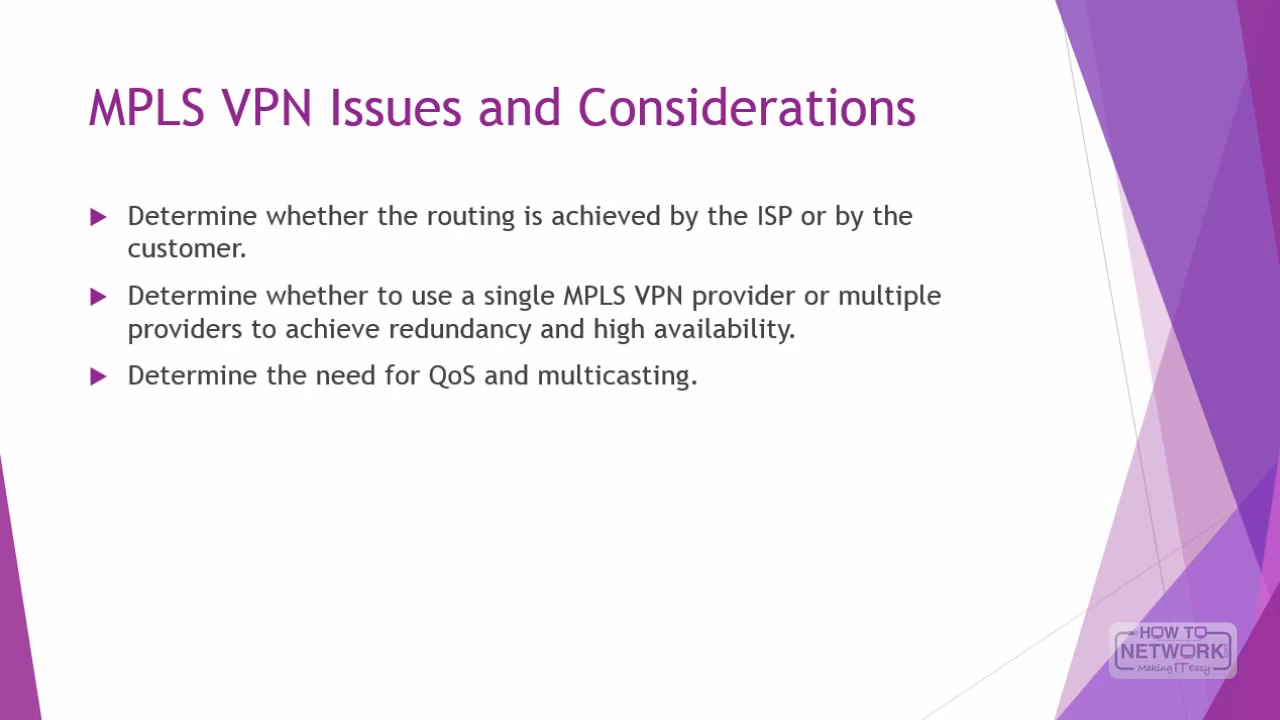 MPLS VPN Issues and Considerations
Determine whether the routing is achieved by the ISP or by the
customer.
Determine whether to use a single MPLS VPN provider or multiple
providers to achieve redundancy and high availability.
Determine the need for QoS and multicasting.
HOW TO
NETWORK
Making IT Easy